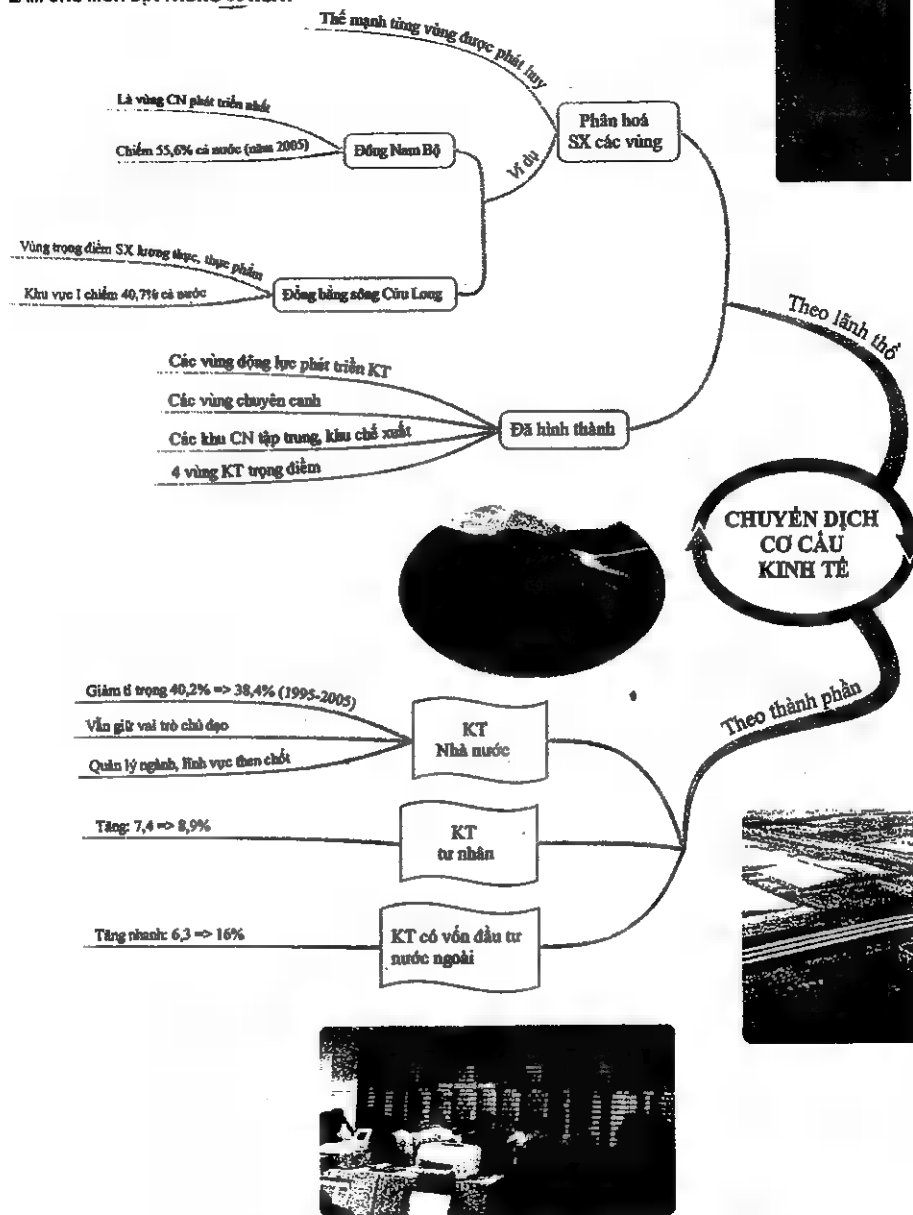 Thế mạnh từng vùng được phát huy
Là vùng CN phát triển nhất
Chiếm 55,6% cả nước (năm 2005)
Đông Nam Bộ
Ví dụ
Phân hoá
SX các vùng
Vùng trọng điểm SX lương thực, thực phẩm
Khu vực I chiếm 40,7% cả nước
Đồng bằng sông Cửu Long
Theo lãnh thổ
Các vùng động lực phát triển KT
Các vùng chuyên canh
Các khu CN tập trung, khu chế xuất
4 vùng KT trọng điểm
Đã hình thành
CHUYỂN DỊCH
CƠ CẤU
KINH TẾ
Theo thành phần
Giảm tỉ trọng 40,2% => 38,4% (1995-2005)
Vẫn giữ vai trò chủ đạo
Quản lý ngành, lĩnh vực then chốt
KT
Nhà nước
Tăng: 7,4 => 8,9%
KT
tư nhân
Tăng nhanh: 6,3 => 16%
KT có vốn đầu tư
nước ngoài